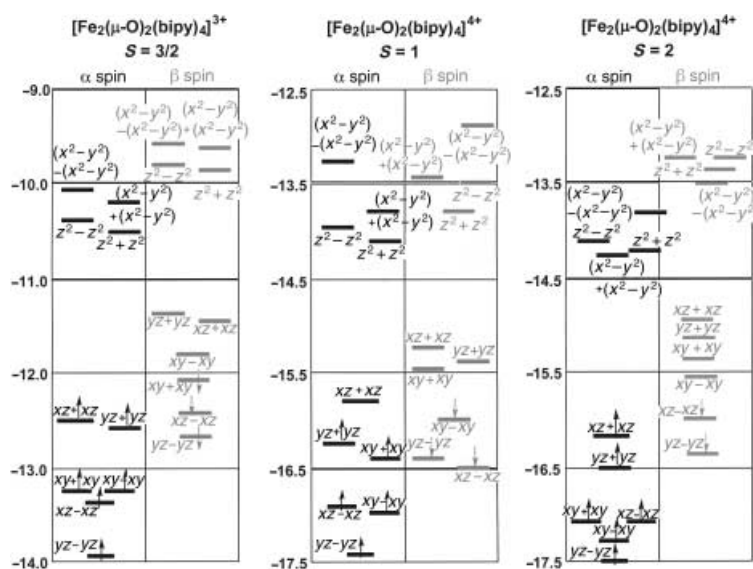 [Fe₂(μ-O)₂(bipy)₄]³⁺ [Fe₂(μ-O)₂(bipy)₄]⁴⁺ [Fe₂(μ-O)₂(bipy)₄]⁴⁺
S = 3/2 S = 1 S = 2
α spin β spin α spin β spin α spin β spin
−9.0
−10.0
−11.0
−12.0
−13.0
−14.0
(x²−y²) (x²−y²)
−(x²−y²) +(x²−y²)
(x²−y²)
−(x²−y²)
z²−z²
z²+z²
(x²−y²)
+(x²−y²)
z²−z²
z²+z²
yz+yz
xz+xz
xy−xy
xy+xy
xz−xz
yz−yz
xz+xz
yz+yz
xy+xy
xy−xy
xz−xz
yz−yz
−12.5
−13.5
−14.5
−15.5
−16.5
−17.5
(x²−y²)
−(x²−y²)
(x²−y²)
+(x²−y²)
(x²−y²)
−(x²−y²)
z²−z²
(x²−y²)
+(x²−y²)
z²+z²
z²−z²
z²+z²
xz+xz
yz+yz
xy+xy
xz+xz
xy−xy
yz+yz
xy+xy
yz−yz
xz−xz
xz−xz
xy−xy
yz−yz
−12.5
−13.5
−14.5
−15.5
−16.5
−17.5
(x²−y²)
+(x²−y²)
z²−z²
z²+z²
(x²−y²)
−(x²−y²)
(x²−y²)
−(x²−y²)
z²−z²
z²+z²
(x²−y²)
+(x²−y²)
xz+xz
yz+yz
xy+xy
xy−xy
xz−xz
xz+xz
yz−yz
yz+yz
xy+xy
xz−xz
xy−xy
yz−yz